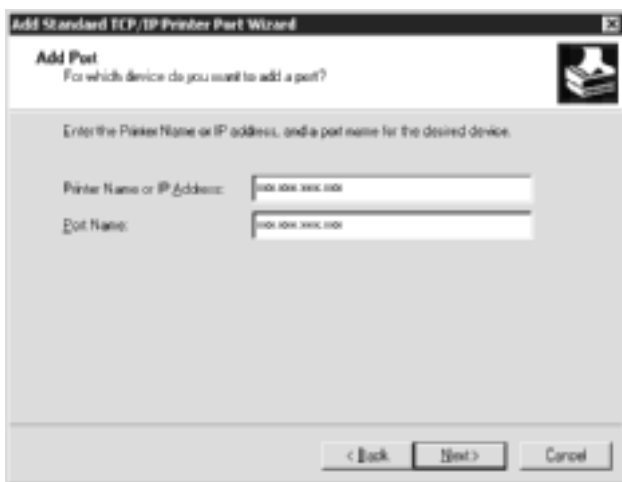 Add Standard TCP/IP Printer Port Wizard
Add Port
For which device do you want to add a port?
Enter the Printer Name or IP address, and a port name for the desired device.
Printer Name or IP Address: xxx.xxx.xxx.xxx
Port Name: xxx.xxx.xxx.xxx
< Back Next > Cancel